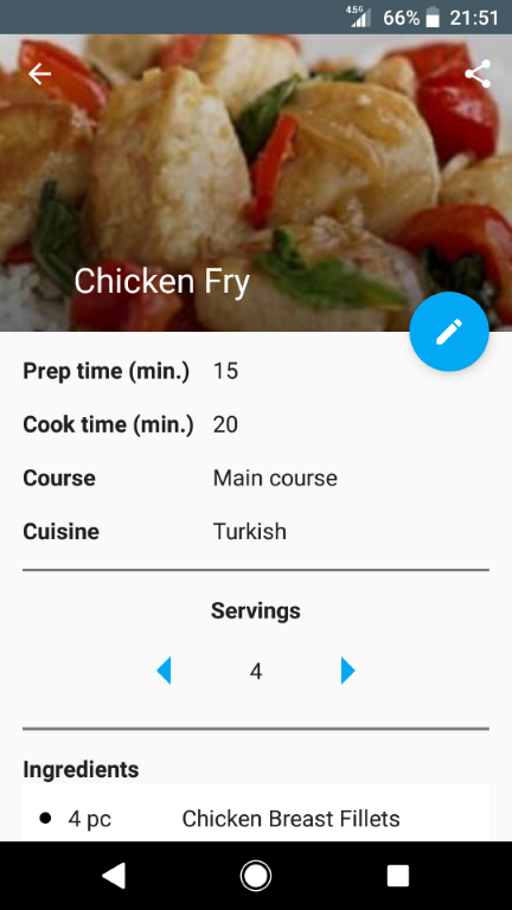 4.5G 66% 21:51
Chicken Fry
Prep time (min.) 15
Cook time (min.) 20
Course Main course
Cuisine Turkish
Servings
4
Ingredients
4 pc Chicken Breast Fillets